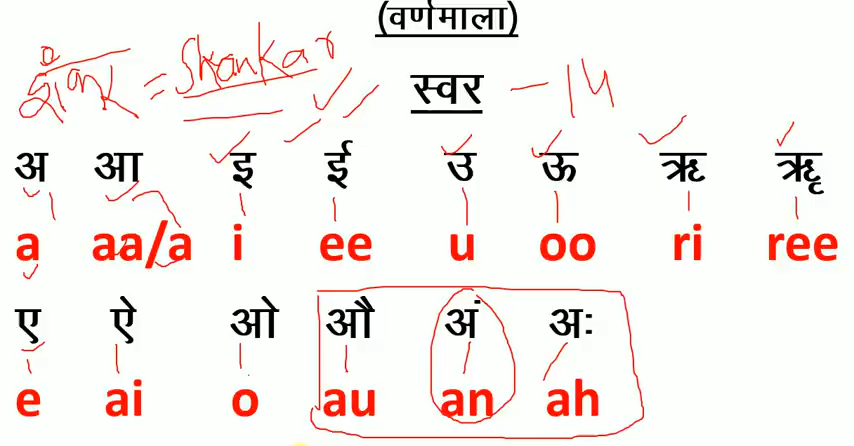 (वर्णमाला)
शंकर = Shankar
स्वर - 14
अ आ इ ई उ ऊ ऋ ॠ
a aa/a i ee u oo ri ree
ए ऐ ओ औ अं अः
e ai o au an ah